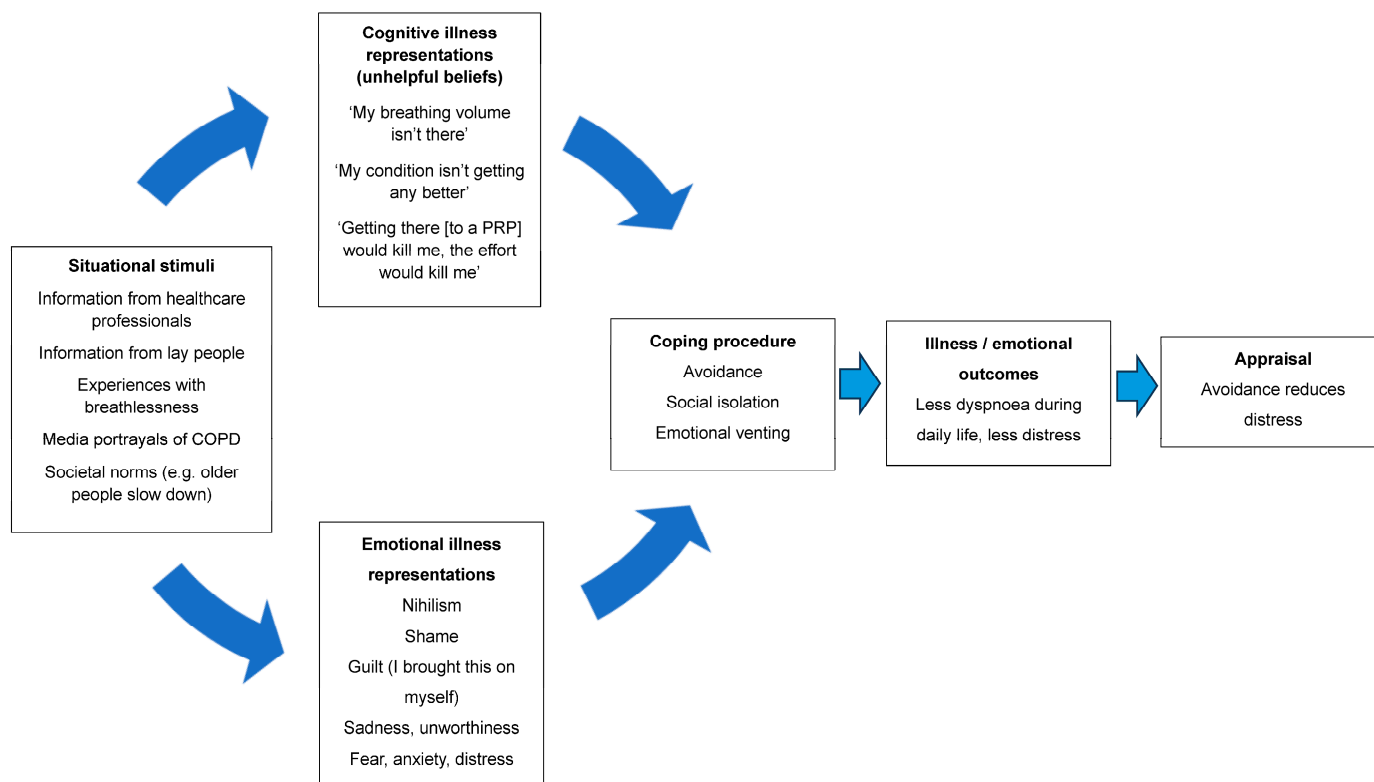 Situational stimuli
Information from healthcare
professionals
Information from lay people
Experiences with
breathlessness
Media portrayals of COPD
Societal norms (e.g. older
people slow down)
Cognitive illness
representations
(unhelpful beliefs)
‘My breathing volume
isn’t there’
‘My condition isn’t getting
any better’
‘Getting there [to a PRP]
would kill me, the effort
would kill me’
Emotional illness
representations
Nihilism
Shame
Guilt (I brought this on
myself)
Sadness, unworthiness
Fear, anxiety, distress
Coping procedure
Avoidance
Social isolation
Emotional venting
Illness / emotional
outcomes
Less dyspnoea during
daily life, less distress
Appraisal
Avoidance reduces
distress